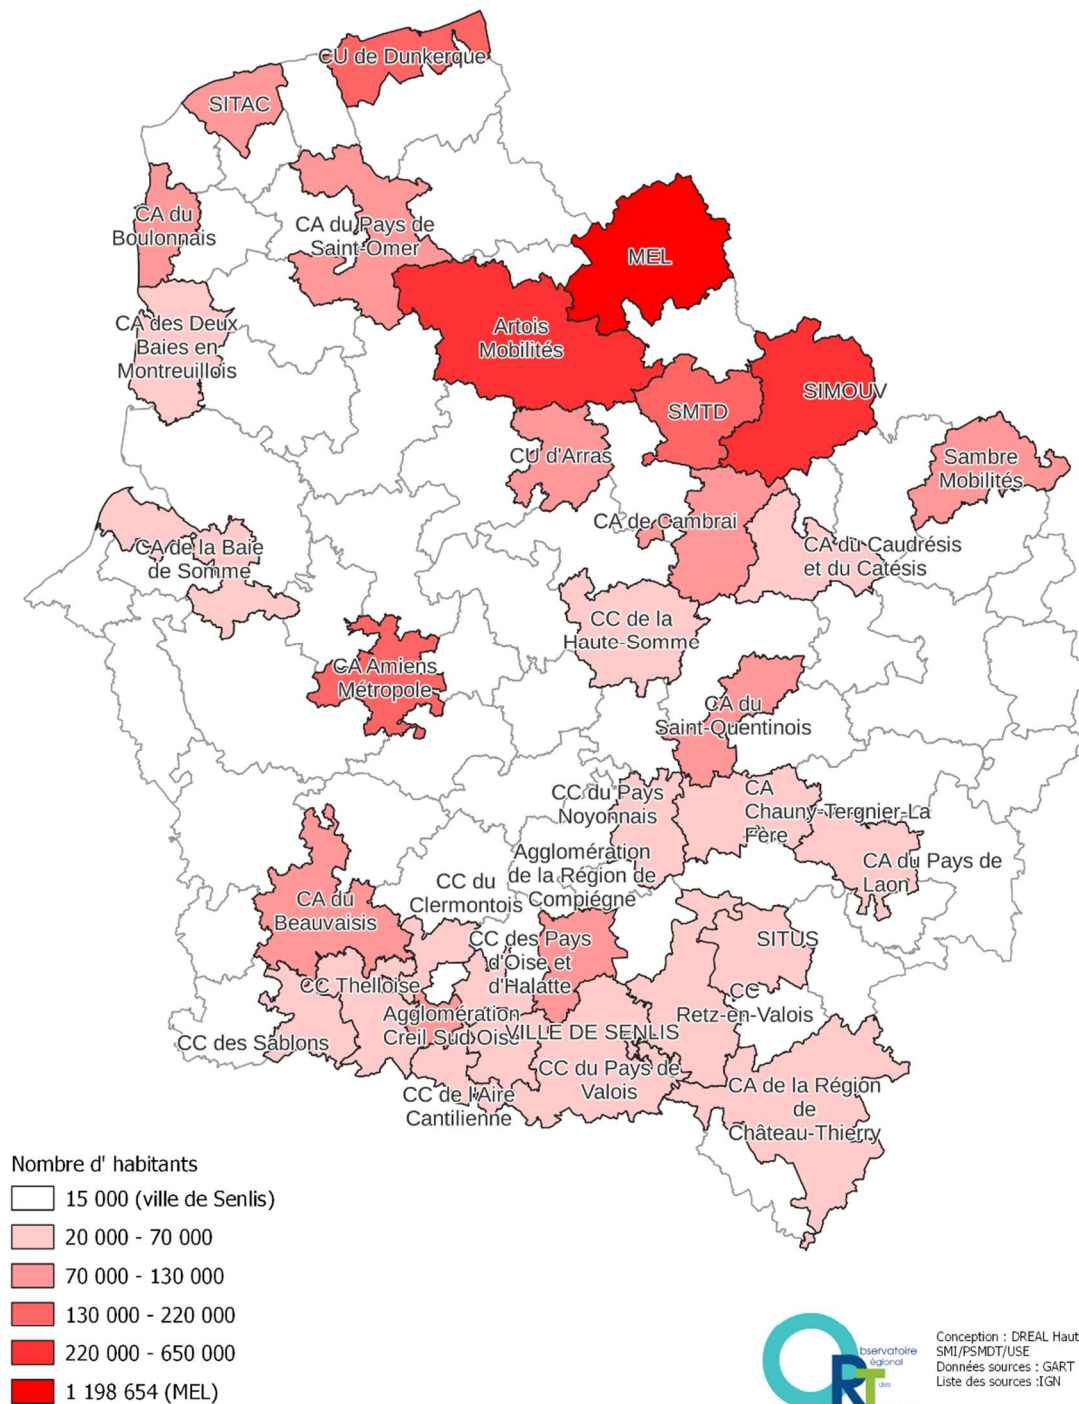 CU de Dunkerque
SITAC
CA du
Boulonnais
CA du Pays de
Saint-Omer
MEL
CA des Deux
Baies en
Montreuillois
Artois
Mobilités
SIMOUV
SMTD
CU d'Arras
Sambre
Mobilités
CA de Cambrai
CA du Caudrésis
et du Catésis
CA de la Baie
de Somme
CC de la
Haute-Somme
CA Amiens
Métropole
CA du
Saint-Quentinois
CC du Pays
Noyonnais
CA
Chauny-Tergnier-La
Fère
Agglomération
de la Région de
Compiégne
CA du Pays de
Laon
CC du
Clermontois
CA du
Beauvaisis
CC des Pays
d'Oise et
d'Halatte
SITUS
CC Thelloise
CC
Retz-en-Valois
Agglomération
Creil Sud Oise
VILLE DE SENLIS
CC des Sablons
CC du Pays de
Valois
CC de l'Aire
Cantilienne
CA de la Région
de
Château-Thierry
Nombre d' habitants
15 000 (ville de Senlis)
20 000 - 70 000
70 000 - 130 000
130 000 - 220 000
220 000 - 650 000
1 198 654 (MEL)
ORT
bservatoire
égional
des
Conception : DREAL Haut
SMI/PSMDT/USE
Données sources : GART
Liste des sources :IGN